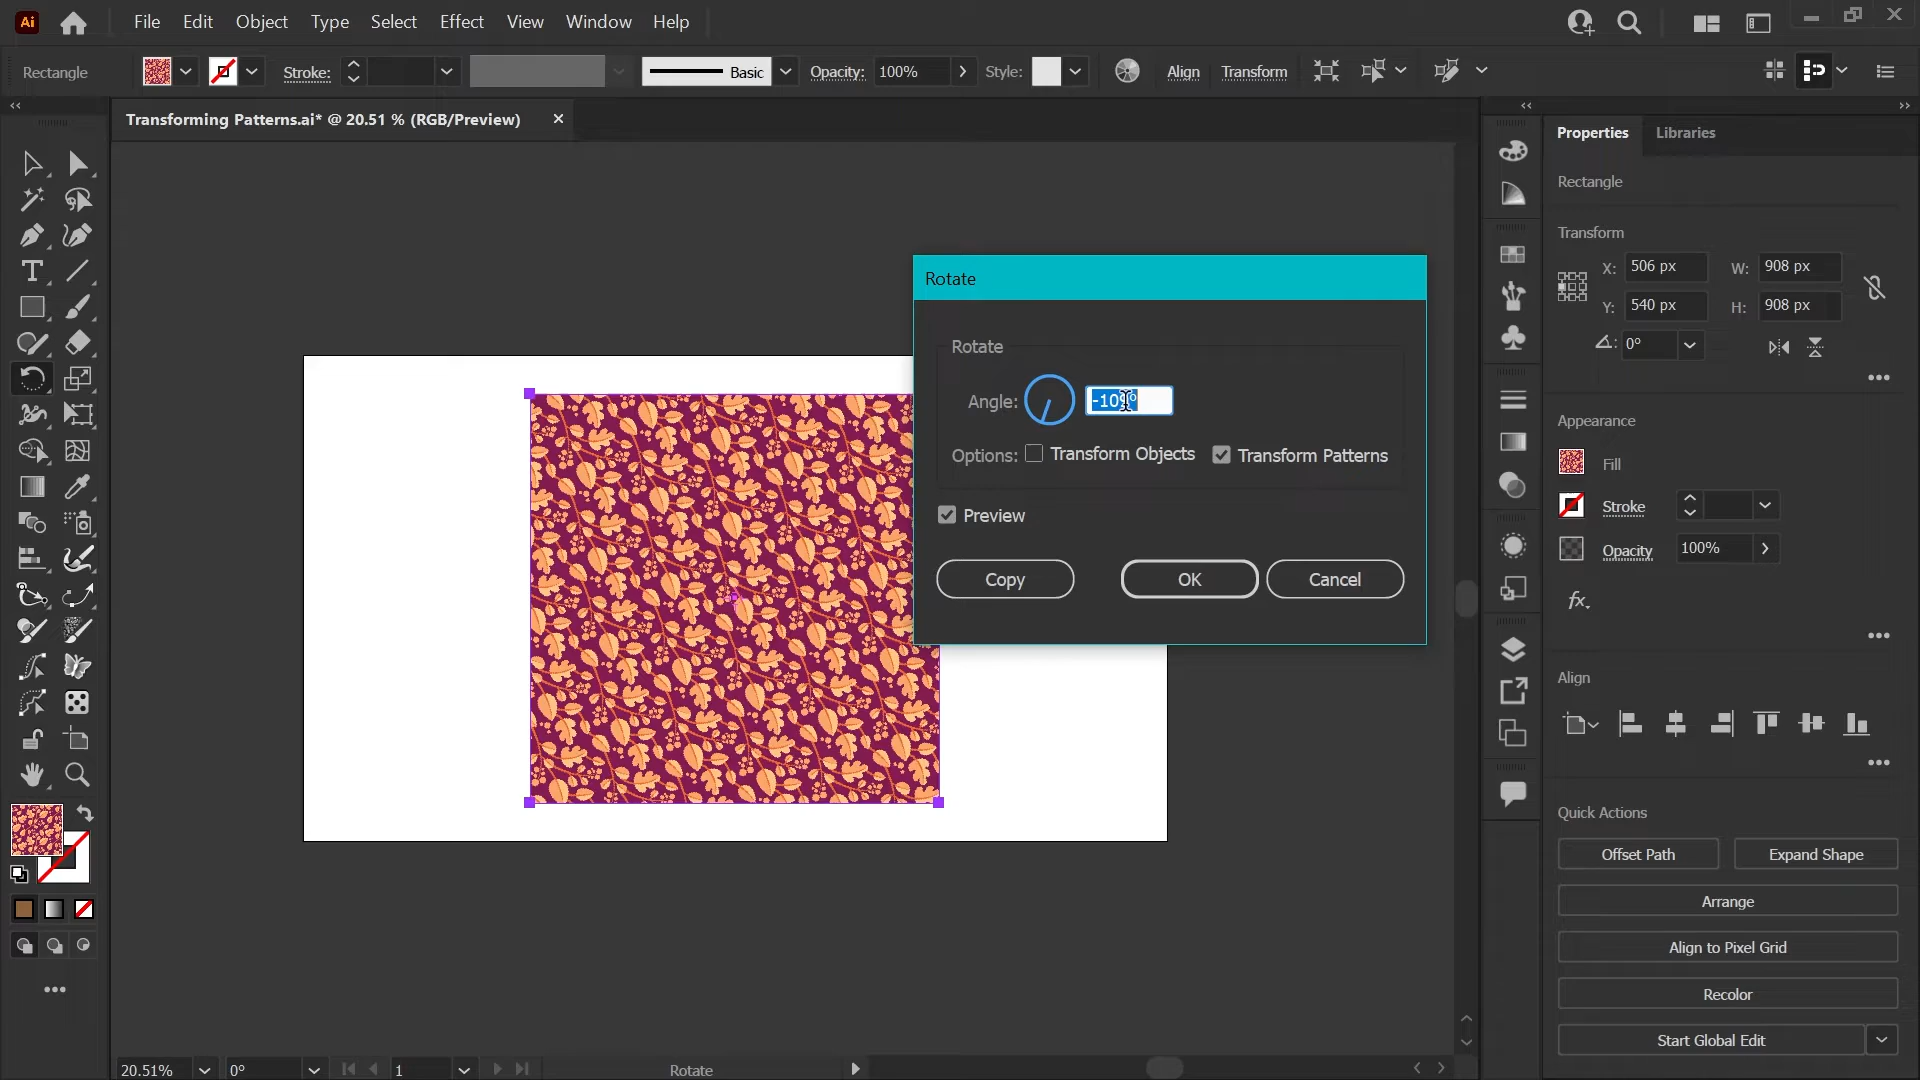 Ai File Edit Object Type Select Effect View Window Help
Rectangle Stroke: Basic Opacity: 100% Style: Align Transform
Transforming Patterns.ai* @ 20.51 % (RGB/Preview)
Properties Libraries
Rectangle
Transform
X: 506 px W: 908 px
Y: 540 px H: 908 px
0°
Rotate
Rotate
Angle:
Options: Transform Objects Transform Patterns
Preview
Copy OK Cancel
Appearance
Fill
Stroke
Opacity 100%
fx.
Align
Quick Actions
Offset Path Expand Shape
Arrange
Align to Pixel Grid
Recolor
Start Global Edit
20.51% 0° 1 Rotate